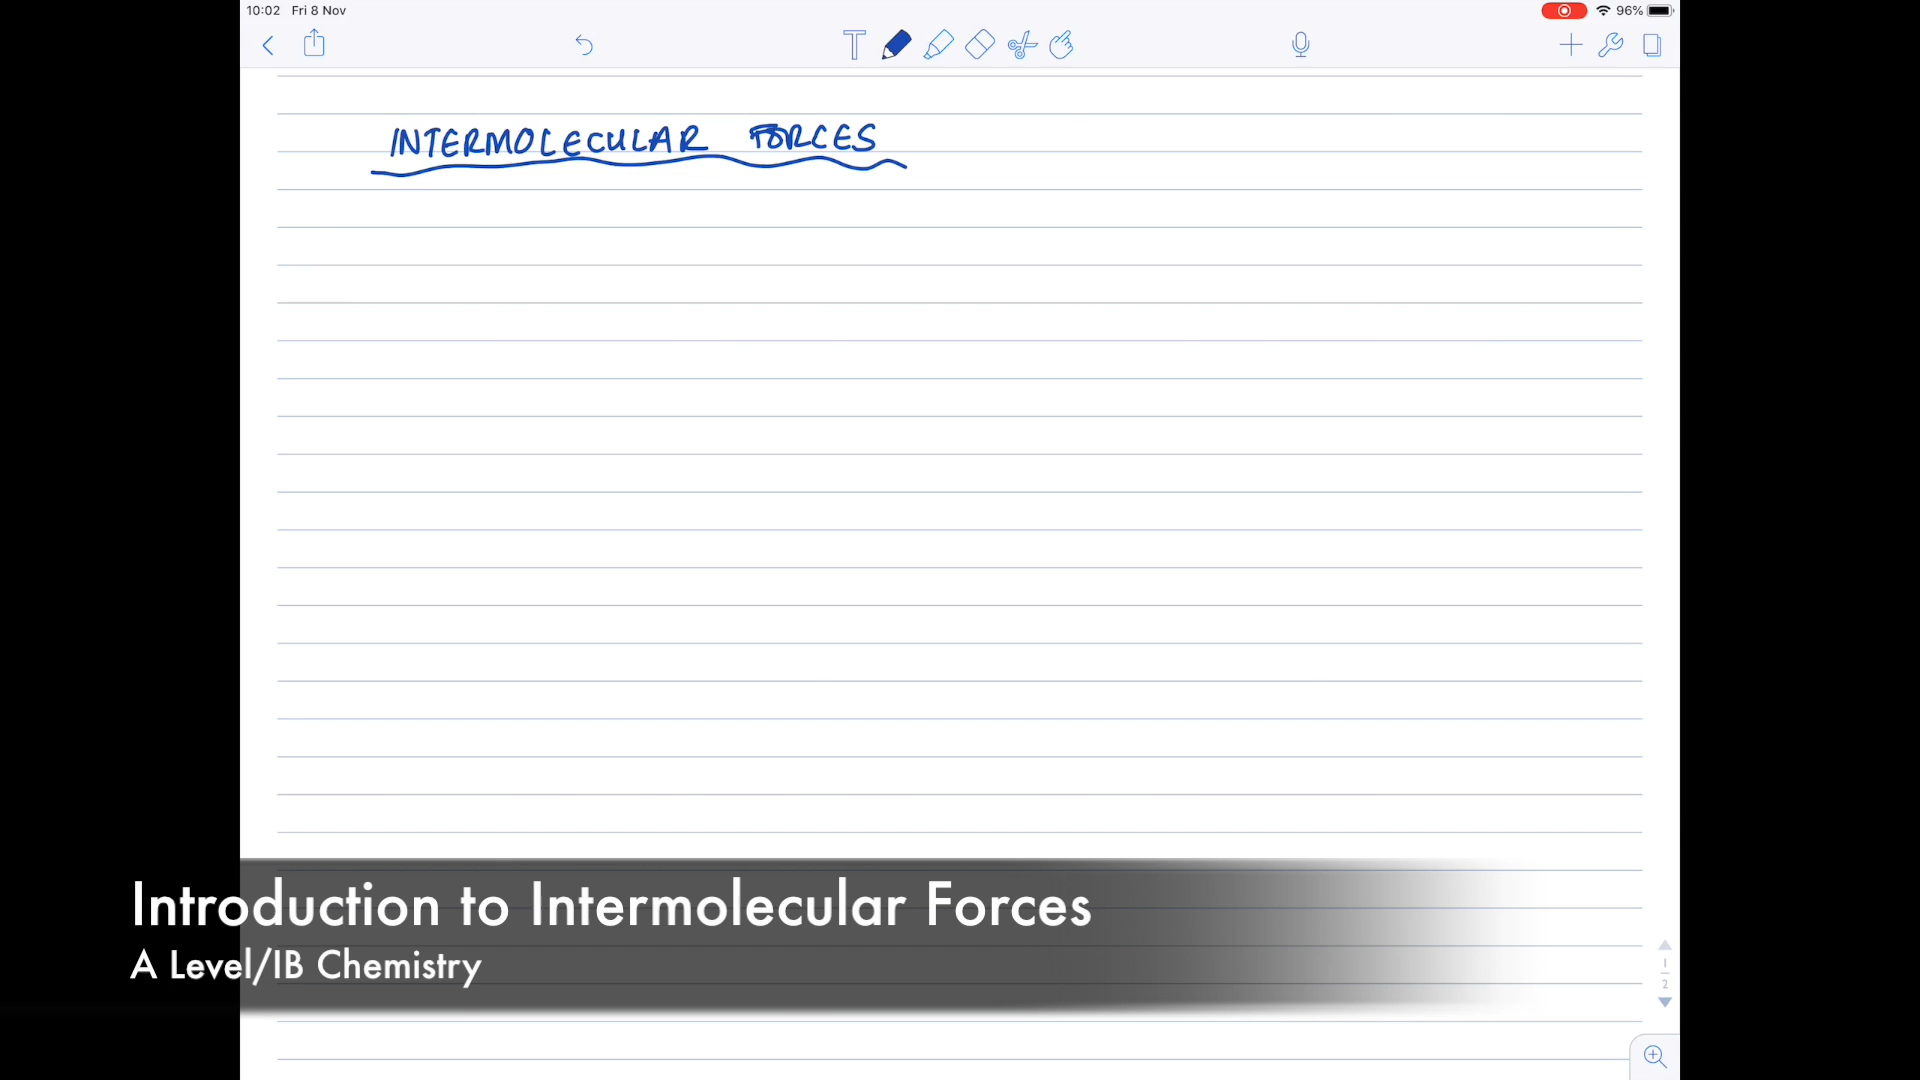 10:02 Fri 8 Nov 96%
T
INTERMOLECULAR FORCES
Introduction to Intermolecular Forces
A Level/IB Chemistry
1
2